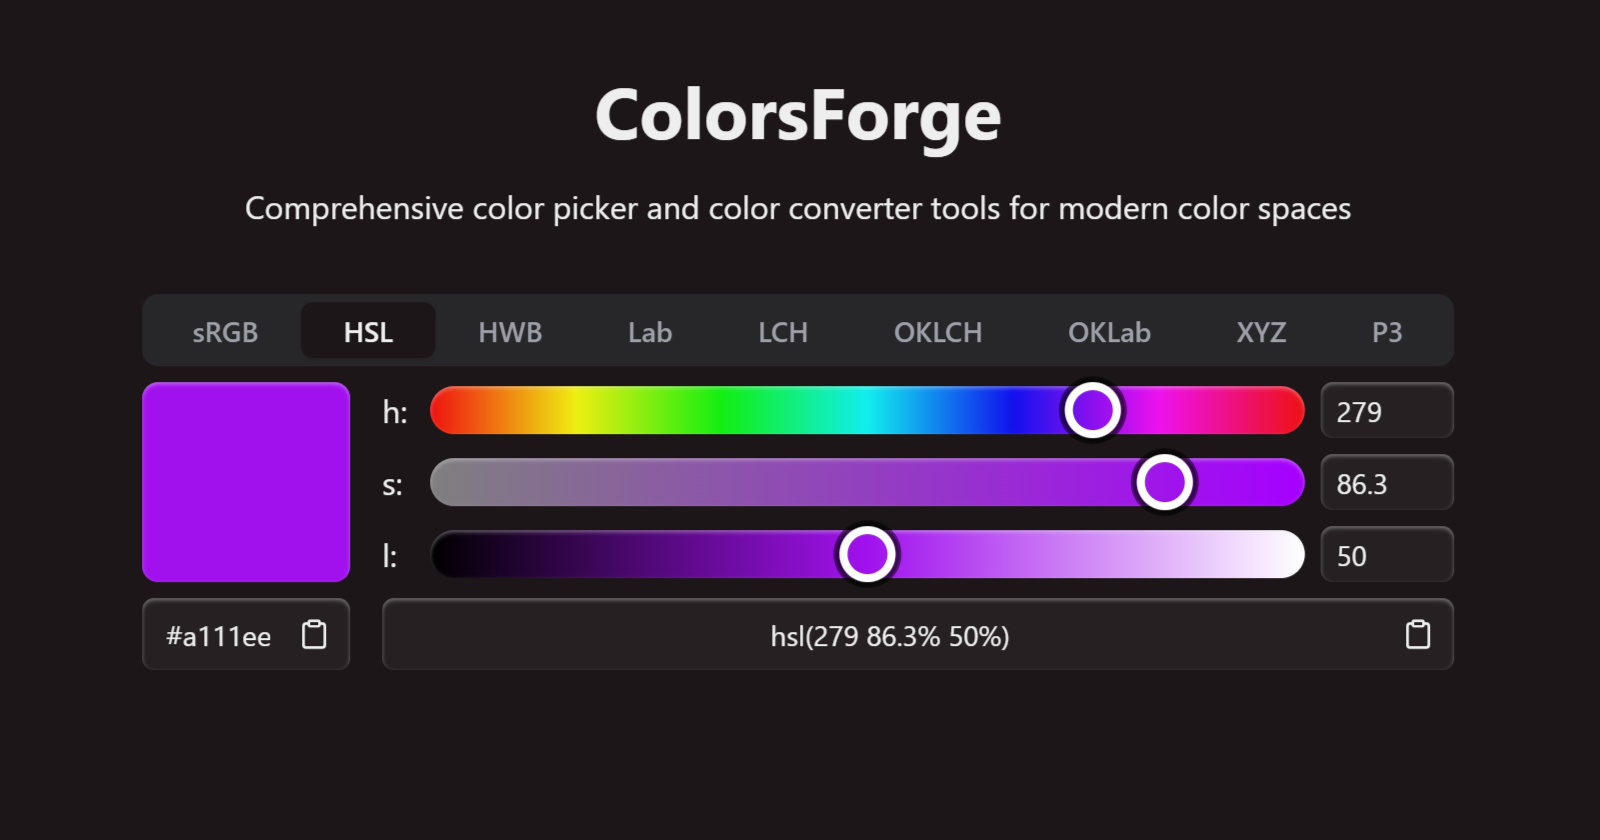 ColorsForge
Comprehensive color picker and color converter tools for modern color spaces
sRGB HSL HWB Lab LCH OKLCH OKLab XYZ P3
h: 279
s: 86.3
l: 50
#a111ee hsl(279 86.3% 50%)